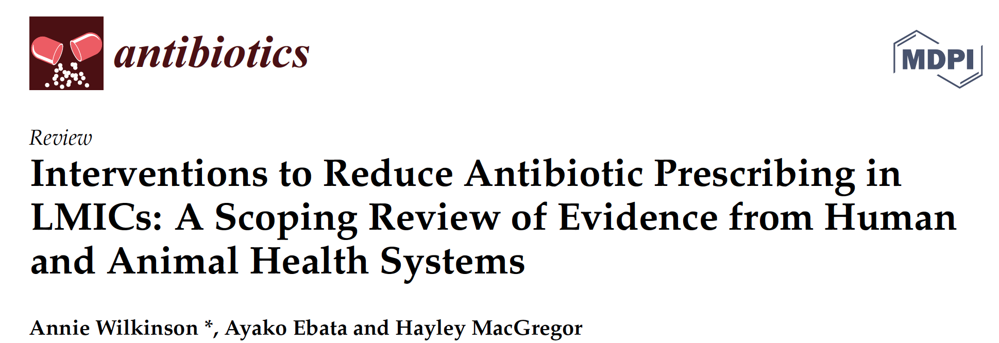 antibiotics
MDPI
Review
Interventions to Reduce Antibiotic Prescribing in
LMICs: A Scoping Review of Evidence from Human
and Animal Health Systems
Annie Wilkinson *, Ayako Ebata and Hayley MacGregor